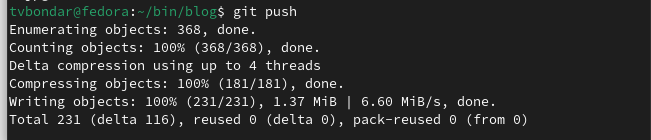 tvbondar@fedora:~/bin/blog$ git push
Enumerating objects: 368, done.
Counting objects: 100% (368/368), done.
Delta compression using up to 4 threads
Compressing objects: 100% (181/181), done.
Writing objects: 100% (231/231), 1.37 MiB | 6.60 MiB/s, done.
Total 231 (delta 116), reused 0 (delta 0), pack-reused 0 (from 0)